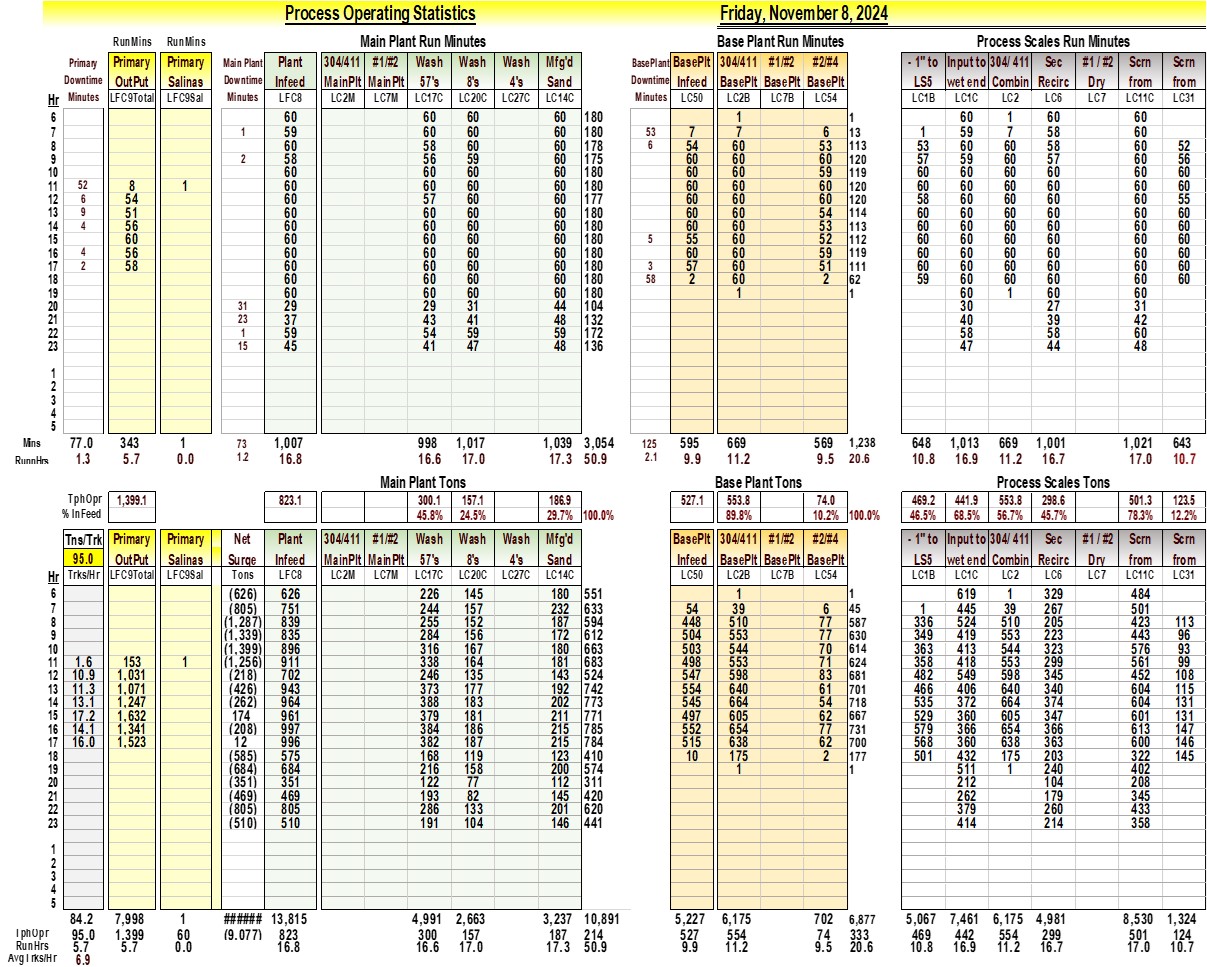 Process Operating Statistics Friday, November 8, 2024
RunMins RunMins Main Plant Run Minutes Base Plant Run Minutes Process Scales Run Minutes
Primary Primary Primary Main Plant Plant 304/411 #1/#2 Wash Wash Wash Mfg'd BasePlant BasePlt 304/411 #1/#2 #2/#4 - 1" to Input to 304/ 411 Sec #1 / #2 Scrn Scrn
Downtime OutPut Salinas Downtime Infeed MainPlt MainPlt 57's 8's 4's Sand Downtime Infeed BasePlt BasePlt BasePlt LS5 wet end Combin Recirc Dry from from
Hr Minutes LFC9Total LFC9Sal Minutes LFC8 LC2M LC7M LC17C LC20C LC27C LC14C Minutes LC50 LC2B LC7B LC54 LC1B LC1C LC2 LC6 LC7 LC11C LC31
6 60 60 60 60 180 1 1 60 1 60 60
7 1 59 60 60 60 180 53 7 7 6 13 1 59 7 58 60
8 60 58 60 60 178 6 54 60 53 113 53 60 60 58 60 52
9 2 58 56 59 60 175 60 60 60 120 57 59 60 57 60 56
10 60 60 60 60 180 60 60 59 119 60 60 60 60 60 60
11 52 8 1 60 60 60 60 180 60 60 60 120 60 60 60 60 60 60
12 6 54 60 57 60 60 177 60 60 60 120 58 60 60 60 60 55
13 9 51 60 60 60 60 180 60 60 54 114 60 60 60 60 60 60
14 4 56 60 60 60 60 180 60 60 53 113 60 60 60 60 60 60
15 60 60 60 60 60 180 5 55 60 52 112 60 60 60 60 60 60
16 4 56 60 60 60 60 180 60 60 59 119 60 60 60 60 60 60
17 2 58 60 60 60 60 180 3 57 60 51 111 60 60 60 60 60 60
18 60 60 60 60 180 58 2 60 2 62 59 60 60 60 60 60
19 60 60 60 60 180 1 1 60 1 60 60
20 31 29 29 31 44 104 30 27 31
21 23 37 43 41 48 132 40 39 42
22 1 59 54 59 59 172 58 58 60
23 15 45 41 47 48 136 47 44 48
1
2
3
4
5
Mins 77.0 343 1 73 1,007 998 1,017 1,039 3,054 125 595 669 569 1,238 648 1,013 669 1,001 1,021 643
RunnHrs 1.3 5.7 0.0 1.2 16.8 16.6 17.0 17.3 50.9 2.1 9.9 11.2 9.5 20.6 10.8 16.9 11.2 16.7 17.0 10.7
Main Plant Tons Base Plant Tons Process Scales Tons
TphOpr 1,399.1 823.1 300.1 157.1 186.9 527.1 553.8 74.0 469.2 441.9 553.8 298.6 501.3 123.5
% InFeed 45.8% 24.5% 29.7% 100.0% 89.8% 10.2% 100.0% 46.5% 68.5% 56.7% 45.7% 78.3% 12.2%
Tns/Trk Primary Primary Net Plant 304/411 #1/#2 Wash Wash Wash Mfg'd BasePlt 304/411 #1/#2 #2/#4 - 1" to Input to 304/ 411 Sec #1 / #2 Scrn Scrn
95.0 OutPut Salinas Surge Infeed MainPlt MainPlt 57's 8's 4's Sand Infeed BasePlt BasePlt BasePlt LS5 wet end Combin Recirc Dry from from
Hr Trks/Hr LFC9Total LFC9Sal Tons LFC8 LC2M LC7M LC17C LC20C LC27C LC14C LC50 LC2B LC7B LC54 LC1B LC1C LC2 LC6 LC7 LC11C LC31
6 (626) 626 226 145 180 551 1 1 619 1 329 484
7 (805) 751 244 157 232 633 54 39 6 45 1 445 39 267 501
8 (1,287) 839 255 152 187 594 448 510 77 587 336 524 510 205 423 113
9 (1,339) 835 284 156 172 612 504 553 77 630 349 419 553 223 443 96
10 (1,399) 896 316 167 180 663 503 544 70 614 363 413 544 323 576 93
11 1.6 153 1 (1,256) 911 338 164 181 683 498 553 71 624 358 418 553 299 561 99
12 10.9 1,031 (218) 702 246 135 143 524 547 598 83 681 482 549 598 345 452 108
13 11.3 1,071 (426) 943 373 177 192 742 554 640 61 701 466 406 640 340 604 115
14 13.1 1,247 (262) 964 388 183 202 773 545 664 54 718 535 372 664 374 604 131
15 17.2 1,632 174 961 379 181 211 771 497 605 62 667 529 360 605 347 601 131
16 14.1 1,341 (208) 997 384 186 215 785 552 654 77 731 579 366 654 366 613 147
17 16.0 1,523 12 996 382 187 215 784 515 638 62 700 568 360 638 363 600 146
18 (585) 575 168 119 123 410 10 175 2 177 501 432 175 203 322 145
19 (684) 684 216 158 200 574 1 1 511 1 240 402
20 (351) 351 122 77 112 311 212 104 208
21 (469) 469 193 82 145 420 262 179 345
22 (805) 805 286 133 201 620 379 260 433
23 (510) 510 191 104 146 441 414 214 358
1
2
3
4
5
84.2 7,998 1 ###### 13,815 4,991 2,663 3,237 10,891 5,227 6,175 702 6,877 5,067 7,461 6,175 4,981 8,530 1,324
TphOpr 95.0 1,399 60 (9,077) 823 300 157 187 214 527 554 74 333 469 442 554 299 501 124
RunHrs 5.7 5.7 0.0 16.8 16.6 17.0 17.3 50.9 9.9 11.2 9.5 20.6 10.8 16.9 11.2 16.7 17.0 10.7
AvgTrks/Hr 6.9